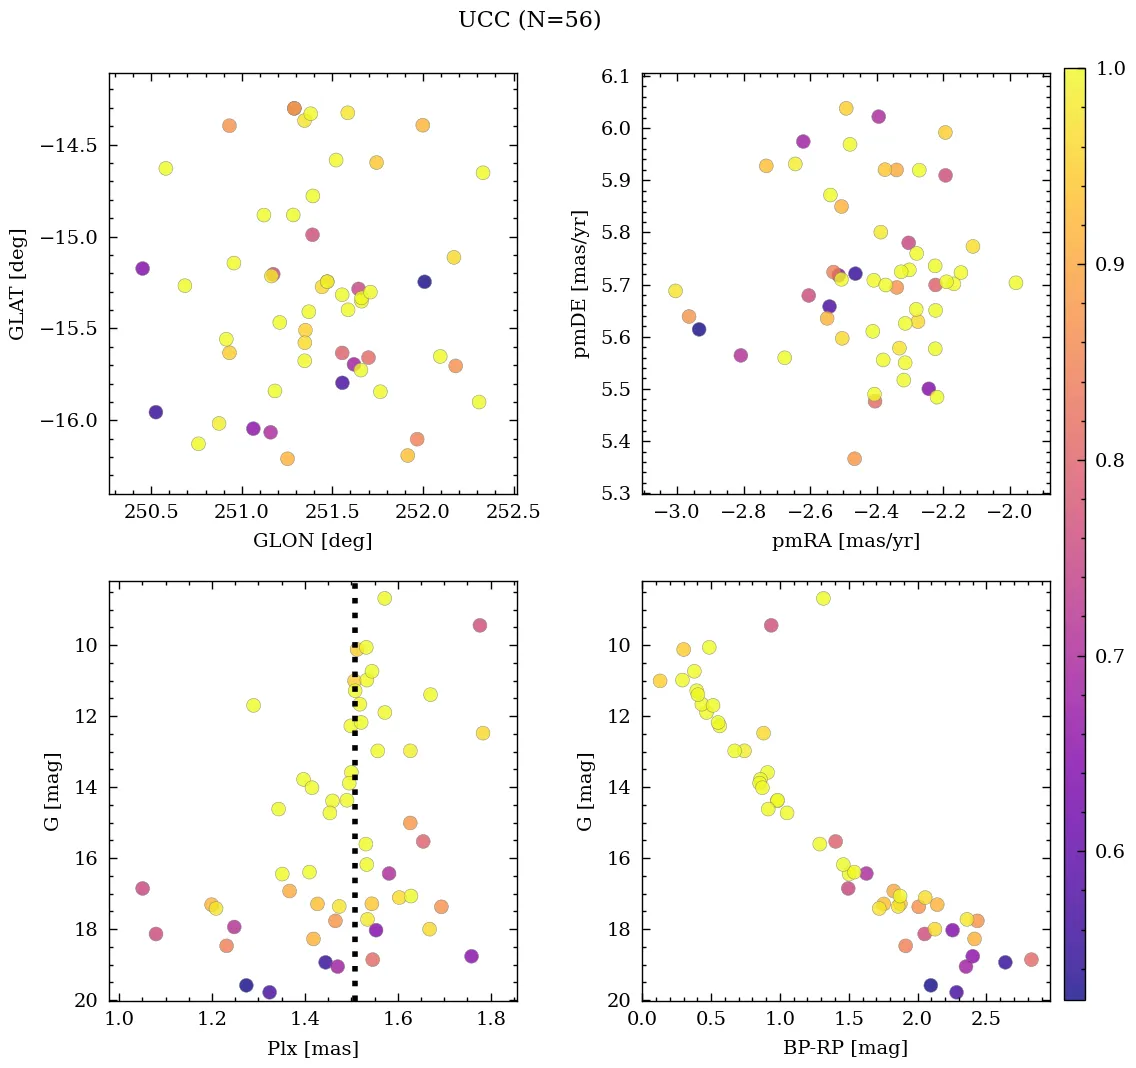 UCC (N=56)
−14.5
−15.0
−15.5
−16.0
GLAT [deg]
250.5 251.0 251.5 252.0 252.5
GLON [deg]
6.1
6.0
5.9
5.8
5.7
5.6
5.5
5.4
5.3
pmDE [mas/yr]
−3.0 −2.8 −2.6 −2.4 −2.2 −2.0
pmRA [mas/yr]
1.0
0.9
0.8
0.7
0.6
10
12
14
16
18
20
G [mag]
1.0 1.2 1.4 1.6 1.8
Plx [mas]
10
12
14
16
18
20
G [mag]
0.0 0.5 1.0 1.5 2.0 2.5
BP-RP [mag]